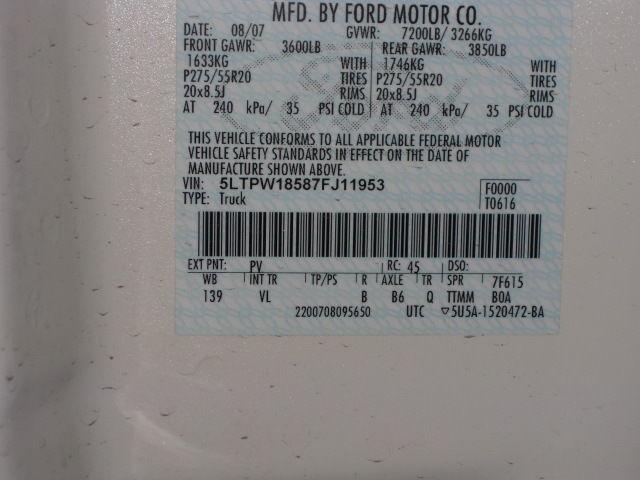 MFD. BY FORD MOTOR CO.
DATE: 08/07 GVWR: 7200LB/ 3266KG
FRONT GAWR: 3600LB REAR GAWR: 3850LB
1633KG WITH 1746KG WITH
P275/55R20 TIRES P275/55R20 TIRES
20x8.5J RIMS 20x8.5J RIMS
AT 240 kPa/ 35 PSI COLD AT 240 kPa/ 35 PSI COLD
THIS VEHICLE CONFORMS TO ALL APPLICABLE FEDERAL MOTOR
VEHICLE SAFETY STANDARDS IN EFFECT ON THE DATE OF
MANUFACTURE SHOWN ABOVE.
VIN: 5LTPW18587FJ11953 F0000
TYPE: Truck T0616
EXT PNT: PV RC: 45 DSO:
WB INT TR TP/PS R AXLE TR SPR 7F615
139 VL B B6 Q TTMM BOA
2200708095650 UTC ▽5U5A-1520472-BA